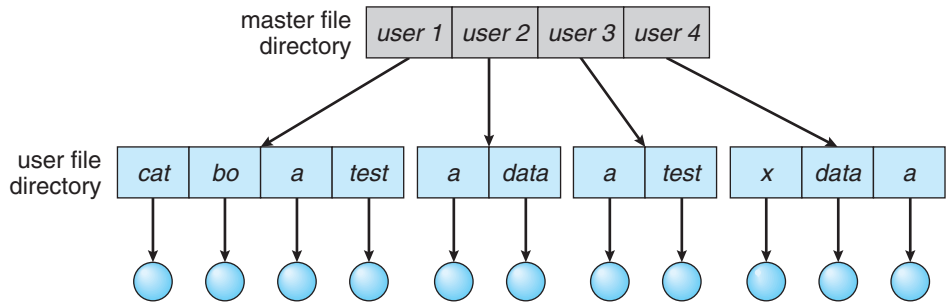 master file
directory
user 1 user 2 user 3 user 4
user file
directory
cat bo a test a data a test x data a